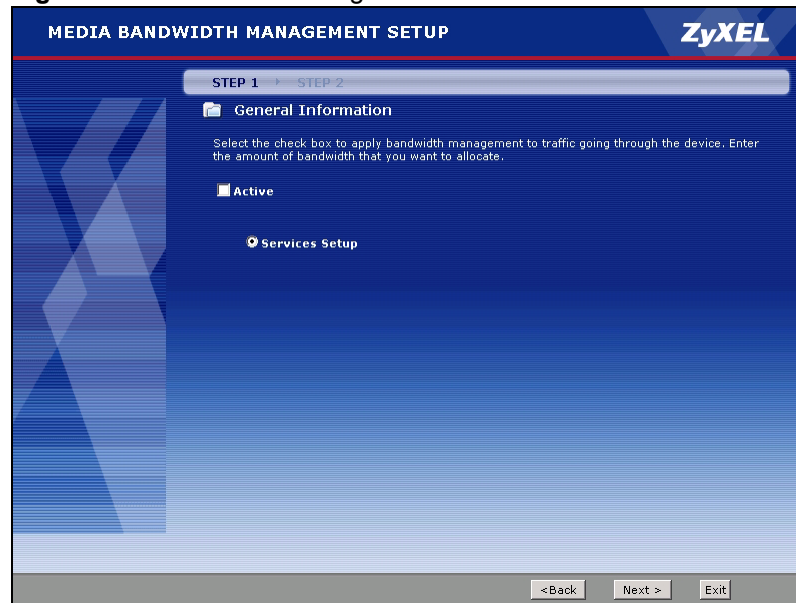 MEDIA BANDWIDTH MANAGEMENT SETUP
ZyXEL
STEP 1 STEP 2
General Information
Select the check box to apply bandwidth management to traffic going through the device. Enter
the amount of bandwidth that you want to allocate.
Active
Services Setup
<Back Next > Exit